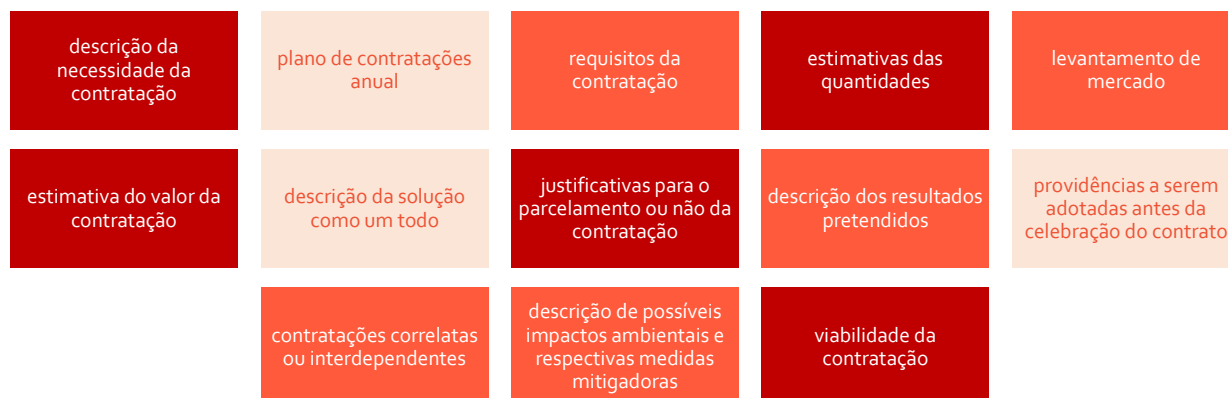 descrição da
necessidade da
contratação
plano de contratações
anual
requisitos da
contratação
estimativas das
quantidades
levantamento de
mercado
estimativa do valor da
contratação
descrição da solução
como um todo
justificativas para o
parcelamento ou não da
contratação
descrição dos resultados
pretendidos
providências a serem
adotadas antes da
celebração do contrato
contratações correlatas
ou interdependentes
descrição de possíveis
impactos ambientais e
respectivas medidas
mitigadoras
viabilidade da
contratação